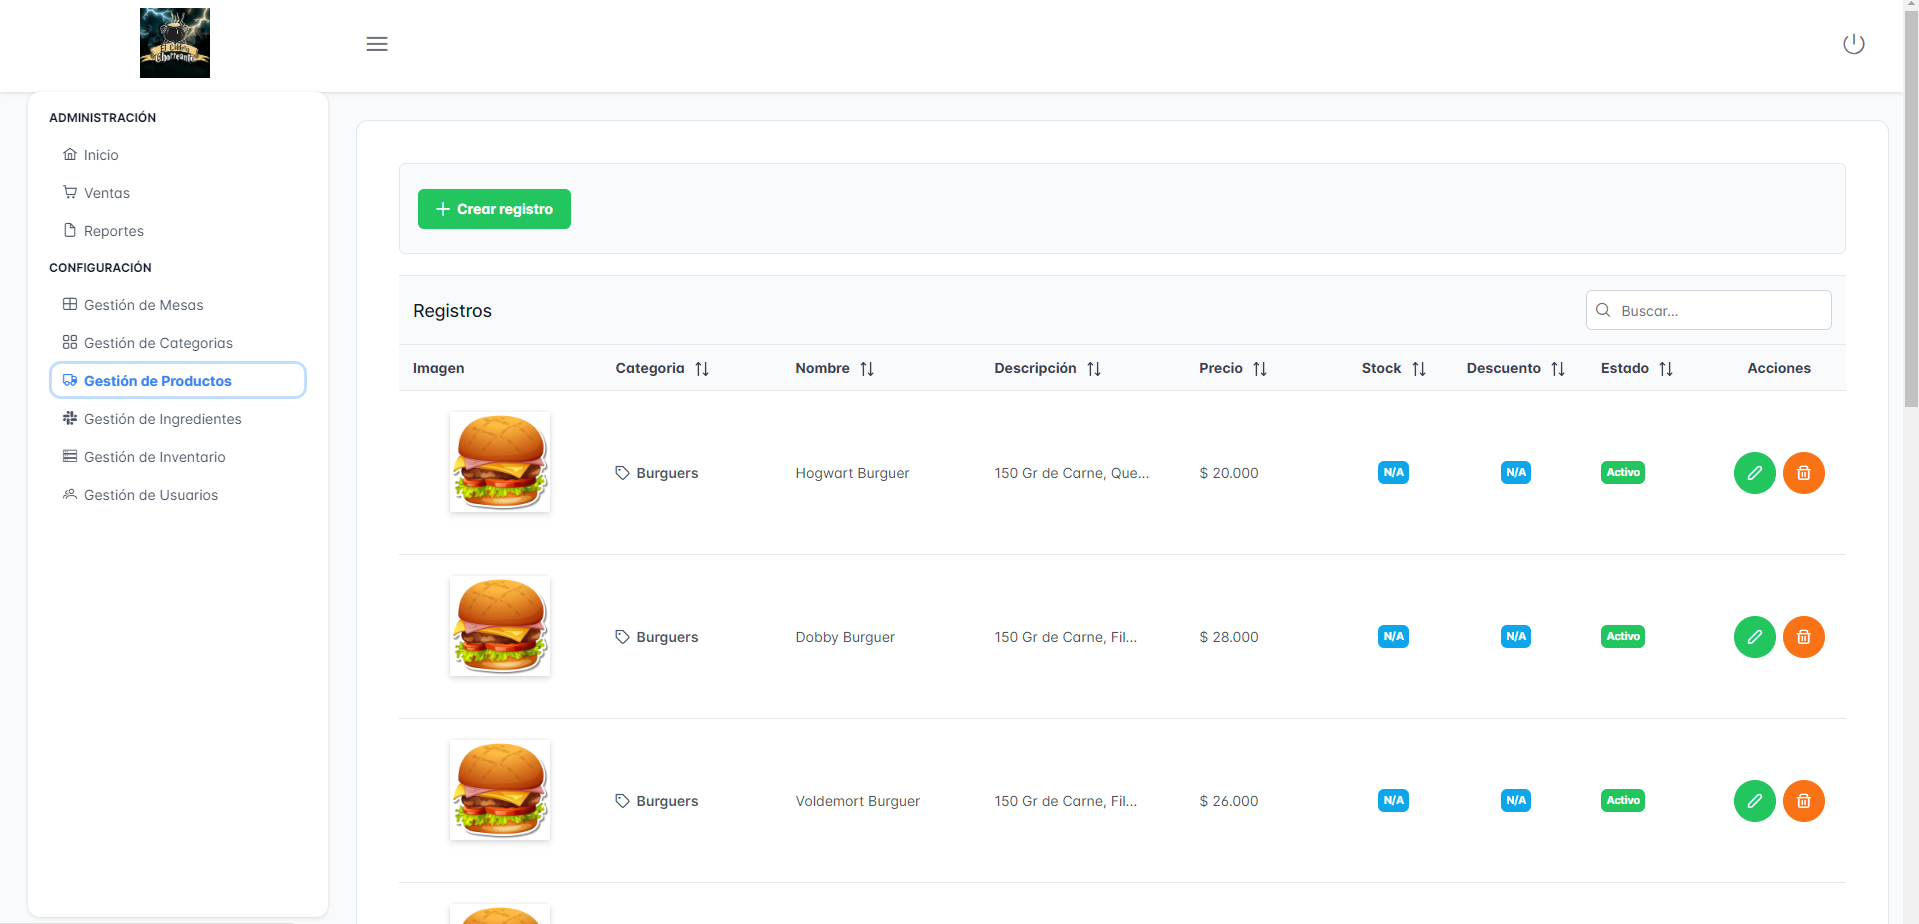 El Caldero
Chorreante
ADMINISTRACIÓN
Inicio
Ventas
Reportes
CONFIGURACIÓN
Gestión de Mesas
Gestión de Categorias
Gestión de Productos
Gestión de Ingredientes
Gestión de Inventario
Gestión de Usuarios
Crear registro
Registros
Buscar...
Imagen Categoria Nombre Descripción Precio Stock Descuento Estado Acciones
Burguers Hogwart Burguer 150 Gr de Carne, Que... $ 20.000 N/A N/A Activo
Burguers Dobby Burguer 150 Gr de Carne, Fil... $ 28.000 N/A N/A Activo
Burguers Voldemort Burguer 150 Gr de Carne, Fil... $ 26.000 N/A N/A Activo